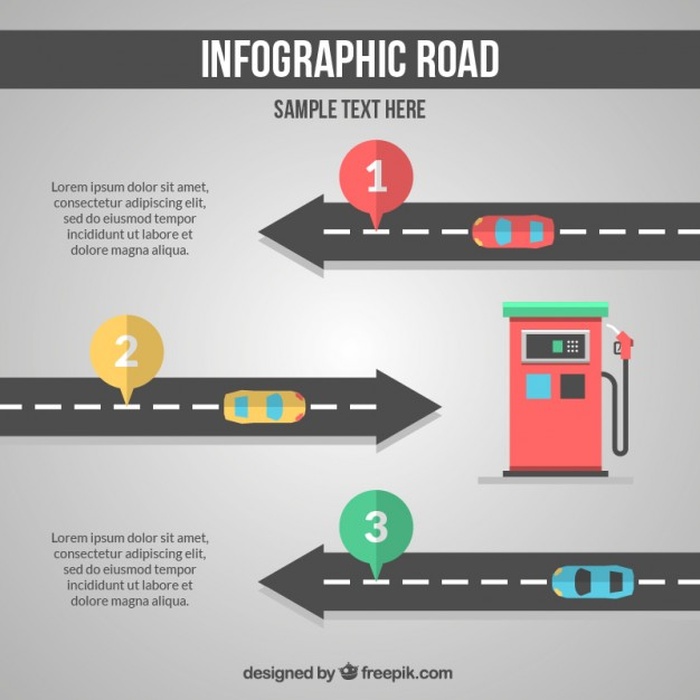 INFOGRAPHIC ROAD
SAMPLE TEXT HERE
1
Lorem ipsum dolor sit amet,
consectetur adipiscing elit,
sed do eiusmod tempor
incididunt ut labore et
dolore magna aliqua.
2
3
Lorem ipsum dolor sit amet,
consectetur adipiscing elit,
sed do eiusmod tempor
incididunt ut labore et
dolore magna aliqua.
designed by freepik.com